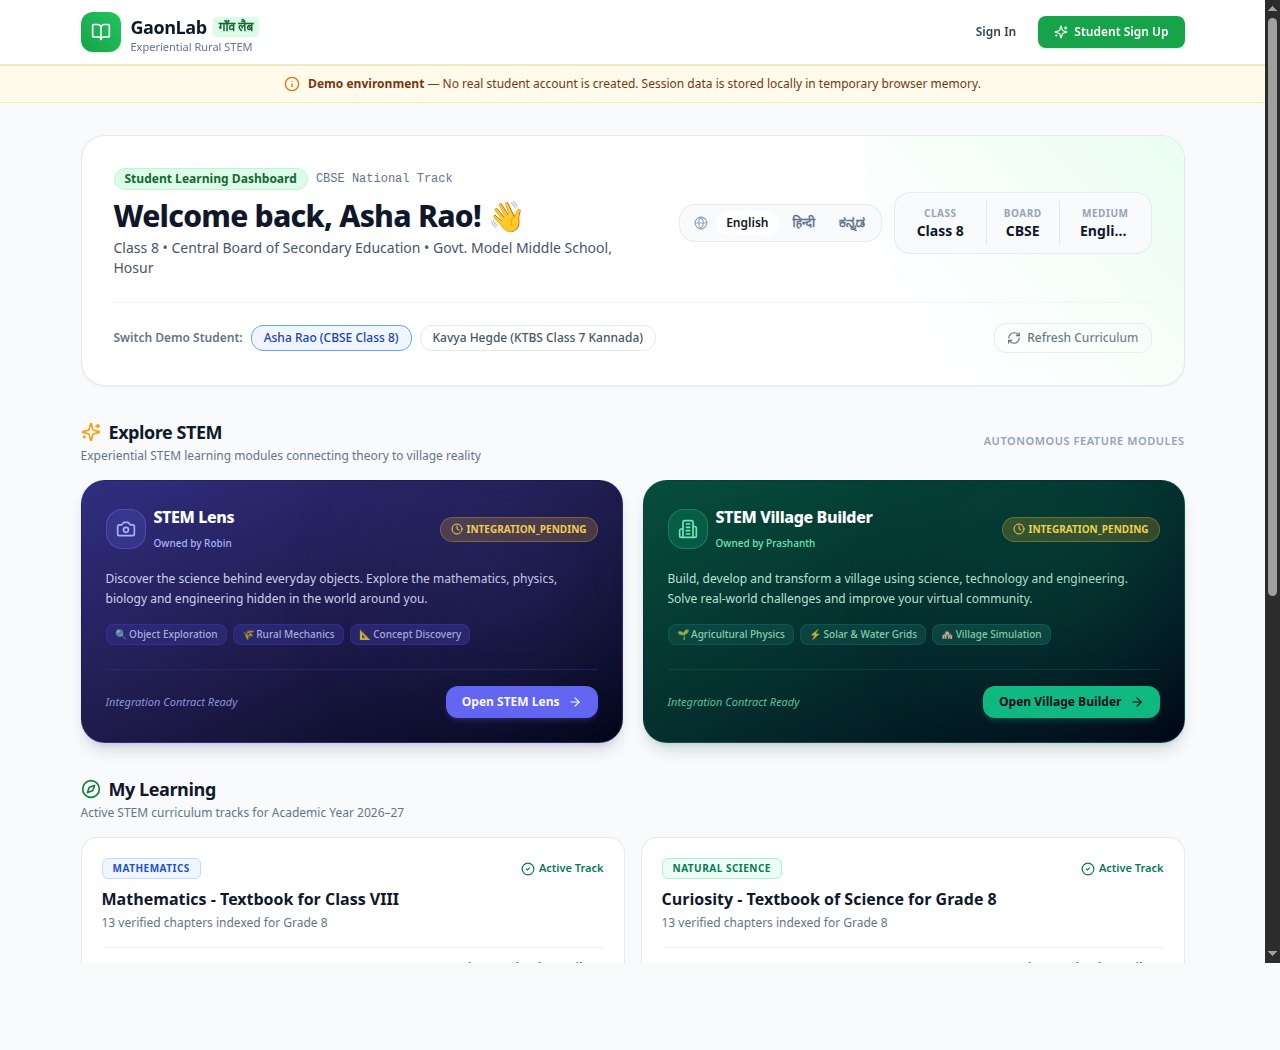 GaonLab गाँव लैब
Experiential Rural STEM
Sign In
Student Sign Up
Demo environment — No real student account is created. Session data is stored locally in temporary browser memory.
Student Learning Dashboard CBSE National Track
Welcome back, Asha Rao! 👋
Class 8 • Central Board of Secondary Education • Govt. Model Middle School,
Hosur
English हिन्दी ಕನ್ನಡ
CLASS BOARD MEDIUM
Class 8 CBSE Engli...
Switch Demo Student: Asha Rao (CBSE Class 8) Kavya Hegde (KTBS Class 7 Kannada)
Refresh Curriculum
Explore STEM
Experiential STEM learning modules connecting theory to village reality
AUTONOMOUS FEATURE MODULES
STEM Lens
Owned by Robin
INTEGRATION_PENDING
Discover the science behind everyday objects. Explore the mathematics, physics,
biology and engineering hidden in the world around you.
🔍 Object Exploration 🌾 Rural Mechanics 📐 Concept Discovery
Integration Contract Ready
Open STEM Lens
STEM Village Builder
Owned by Prashanth
INTEGRATION_PENDING
Build, develop and transform a village using science, technology and engineering.
Solve real-world challenges and improve your virtual community.
🌱 Agricultural Physics ⚡ Solar & Water Grids 🏘️ Village Simulation
Integration Contract Ready
Open Village Builder
My Learning
Active STEM curriculum tracks for Academic Year 2026–27
MATHEMATICS
Active Track
Mathematics - Textbook for Class VIII
13 verified chapters indexed for Grade 8
NATURAL SCIENCE
Active Track
Curiosity - Textbook of Science for Grade 8
13 verified chapters indexed for Grade 8